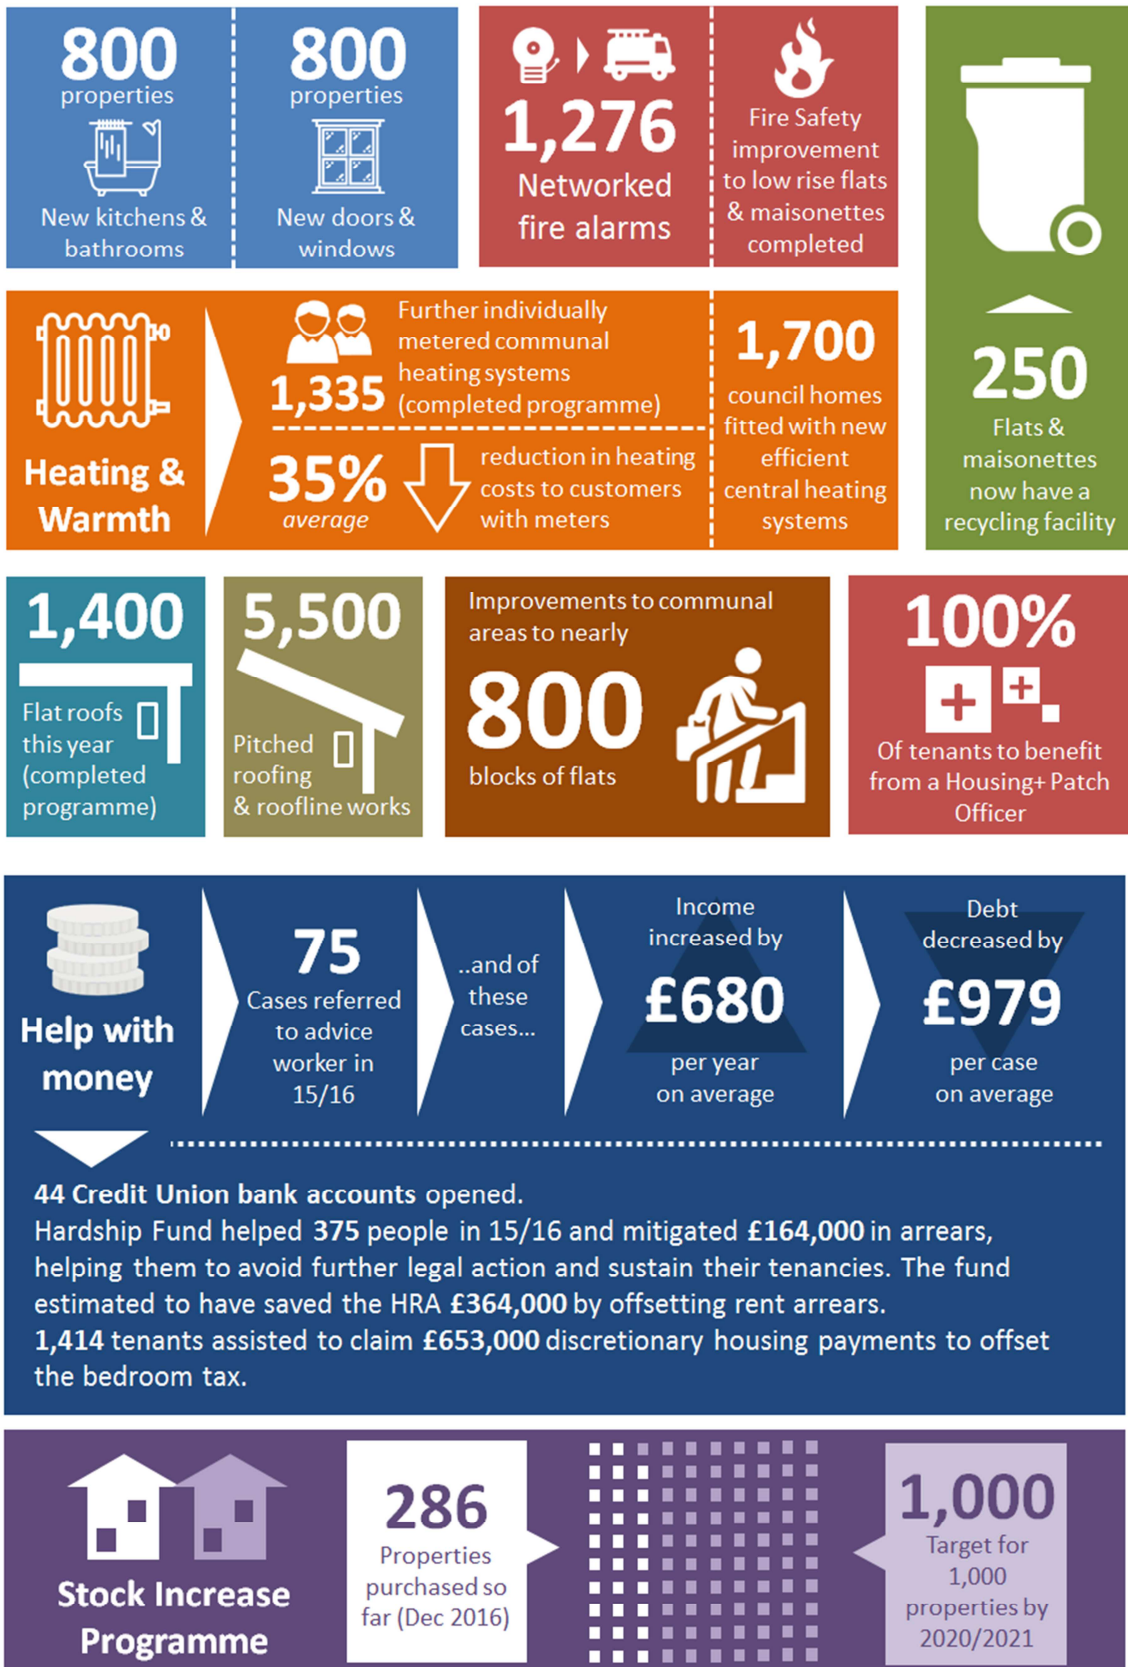 800
properties
New kitchens &
bathrooms
800
properties
New doors &
windows
1,276
Networked
fire alarms
Fire Safety
improvement
to low rise flats
& maisonettes
completed
250
Flats &
maisonettes
now have a
recycling facility
Heating &
Warmth
1,335
Further individually
metered communal
heating systems
(completed programme)
35%
average
reduction in heating
costs to customers
with meters
1,700
council homes
fitted with new
efficient
central heating
systems
1,400
Flat roofs
this year
(completed
programme)
5,500
Pitched
roofing
& roofline works
Improvements to communal
areas to nearly
800
blocks of flats
100%
Of tenants to benefit
from a Housing+ Patch
Officer
Help with
money
75
Cases referred
to advice
worker in
15/16
..and of
these
cases...
Income
increased by
£680
per year
on average
Debt
decreased by
£979
per case
on average
44 Credit Union bank accounts opened.
Hardship Fund helped 375 people in 15/16 and mitigated £164,000 in arrears,
helping them to avoid further legal action and sustain their tenancies. The fund
estimated to have saved the HRA £364,000 by offsetting rent arrears.
1,414 tenants assisted to claim £653,000 discretionary housing payments to offset
the bedroom tax.
Stock Increase
Programme
286
Properties
purchased so
far (Dec 2016)
1,000
Target for
1,000
properties by
2020/2021